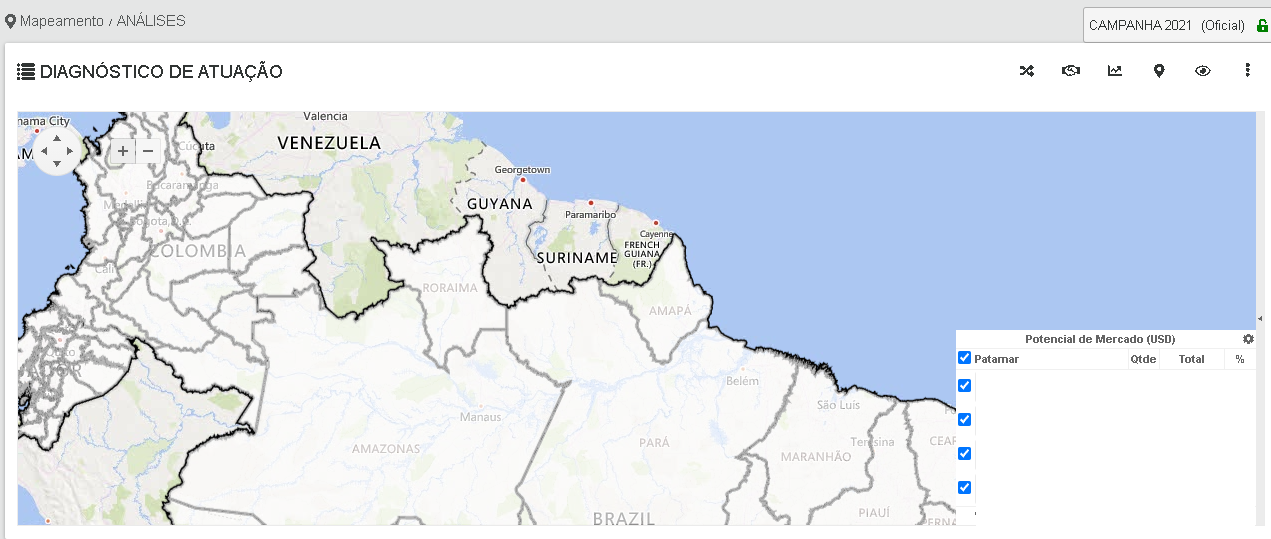 Mapeamento / ANÁLISES
CAMPANHA 2021 (Oficial)
DIAGNÓSTICO DE ATUAÇÃO
nama City
Valencia
VENEZUELA
Cúcuta
Georgetown
Bucaramanga
GUYANA
Paramaribo
Bogota, D.C.
Cayenne
COLOMBIA
FRENCH
GUIANA
(FR.)
SURINAME
Cali
RORAIMA
AMAPÁ
Quito
Potencial de Mercado (USD)
Patamar Qtde Total %
Belém
São Luís
Manaus
Teresina
CEAR
AMAZONAS
PARÁ
MARANHÃO
PIAUÍ
BRAZIL
PERNA